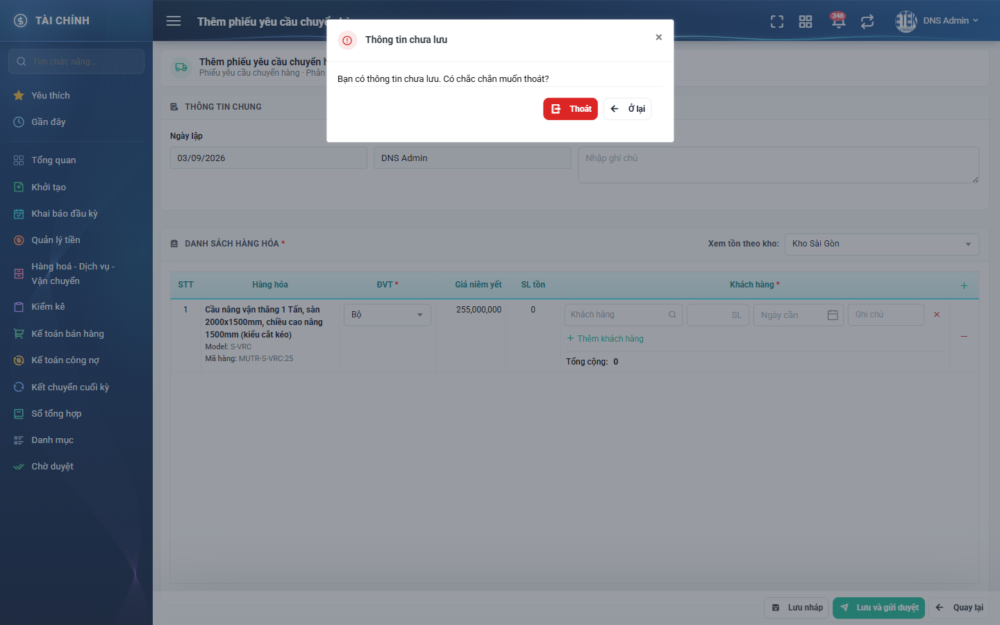 TÀI CHÍNH
Thêm phiếu yêu cầu chuyể
346
DNS Admin
Tìm chức năng...
Yêu thích
Gần đây
Tổng quan
Khởi tạo
Khai báo đầu kỳ
Quản lý tiền
Hàng hoá - Dịch vụ -
Vận chuyển
Kiểm kê
Kế toán bán hàng
Kế toán công nợ
Kết chuyển cuối kỳ
Sổ tổng hợp
Danh mục
Chờ duyệt
Thông tin chưa lưu
×
Bạn có thông tin chưa lưu. Có chắc chắn muốn thoát?
Thoát
Ở lại
Thêm phiếu yêu cầu chuyển h
Phiếu yêu cầu chuyển hàng · Phân
THÔNG TIN CHUNG
Ngày lập
03/09/2026
DNS Admin
Nhập ghi chú
DANH SÁCH HÀNG HÓA *
Xem tồn theo kho:
Kho Sài Gòn
STT
Hàng hóa
ĐVT *
Giá niêm yết
SL tồn
Khách hàng *
+
1
Cầu nâng vận thăng 1 Tấn, sàn
2000x1500mm, chiều cao nâng
1500mm (kiểu cắt kéo)
Model: S-VRC
Mã hàng: MUTR-S-VRC:25
Bộ
255,000,000
0
Khách hàng
SL
Ngày cần
Ghi chú
+ Thêm khách hàng
Tổng cộng: 0
Lưu nháp
Lưu và gửi duyệt
Quay lại